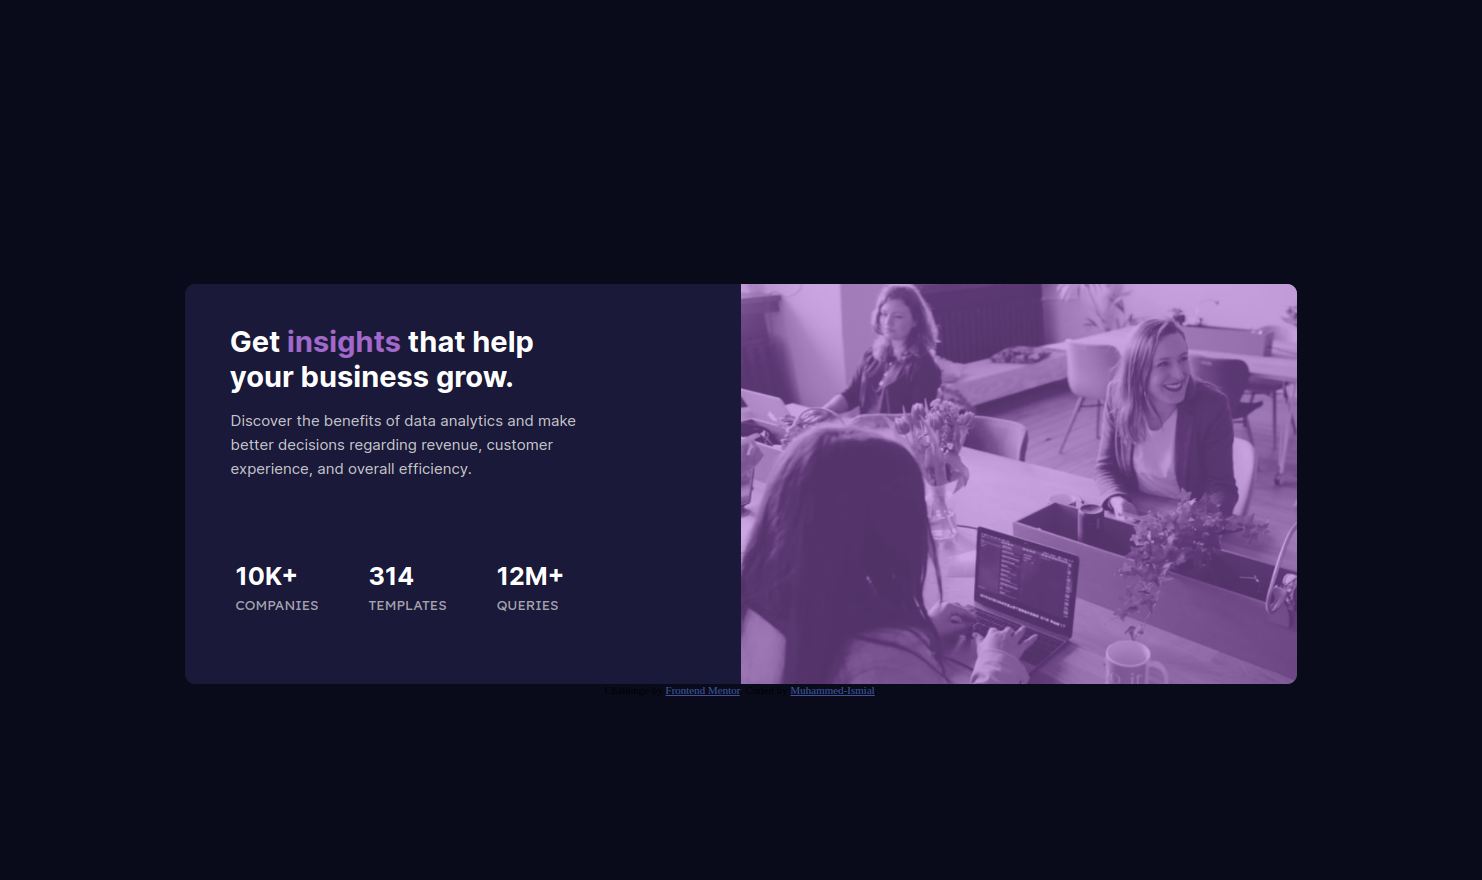 Get insights that help
your business grow.
Discover the benefits of data analytics and make
better decisions regarding revenue, customer
experience, and overall efficiency.
10K+ 314 12M+
COMPANIES TEMPLATES QUERIES
Challenge by Frontend Mentor. Coded by Muhammed-Ismial